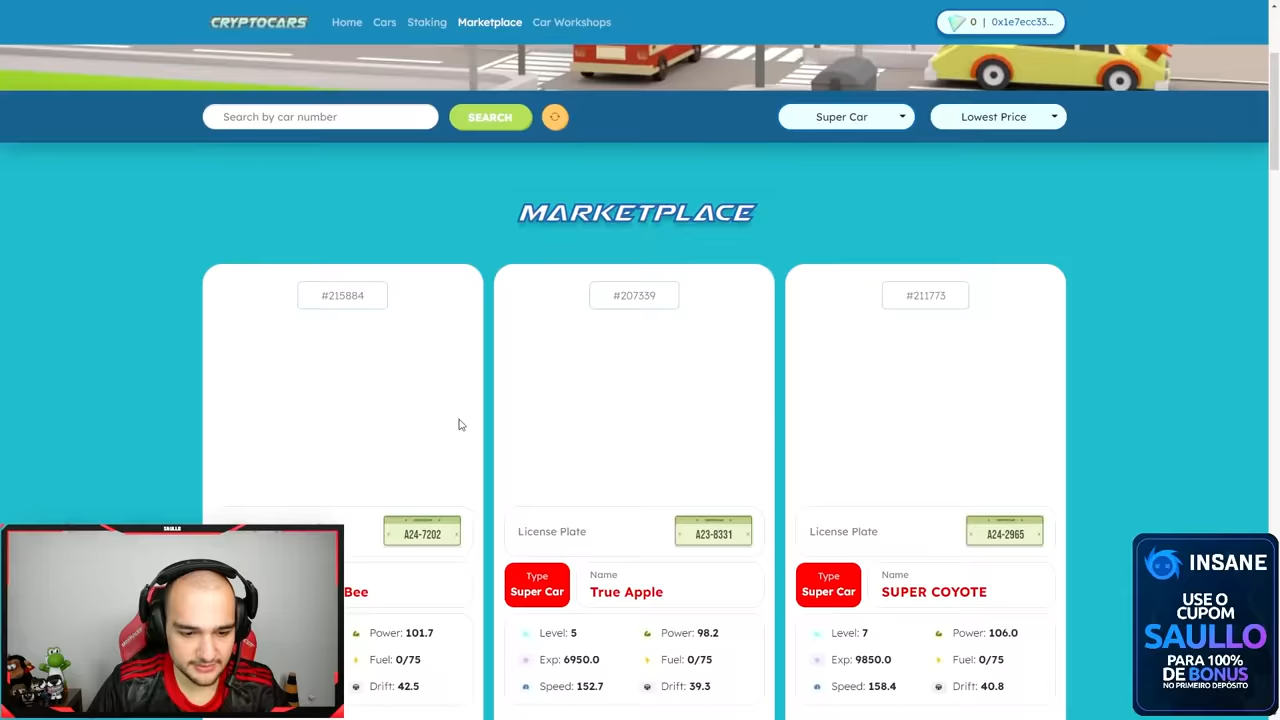 CRYPTOCARS Home Cars Staking Marketplace Car Workshops 0 | 0x1e7ecc33...
Search by car number SEARCH Super Car Lowest Price
MARKETPLACE
#215884 #207339 #211773
A24-7202 License Plate A23-8331 License Plate A24-2965
Bee Type Super Car Name True Apple Type Super Car Name SUPER COYOTE
Power: 101.7 Level: 5 Power: 98.2 Level: 7 Power: 106.0
Fuel: 0/75 Exp: 6950.0 Fuel: 0/75 Exp: 9850.0 Fuel: 0/75
Drift: 42.5 Speed: 152.7 Drift: 39.3 Speed: 158.4 Drift: 40.8
SAULLO
INSANE
USE O
CUPOM
SAULLO
PARA 100%
DE BONUS
NO PRIMEIRO DEPÓSITO